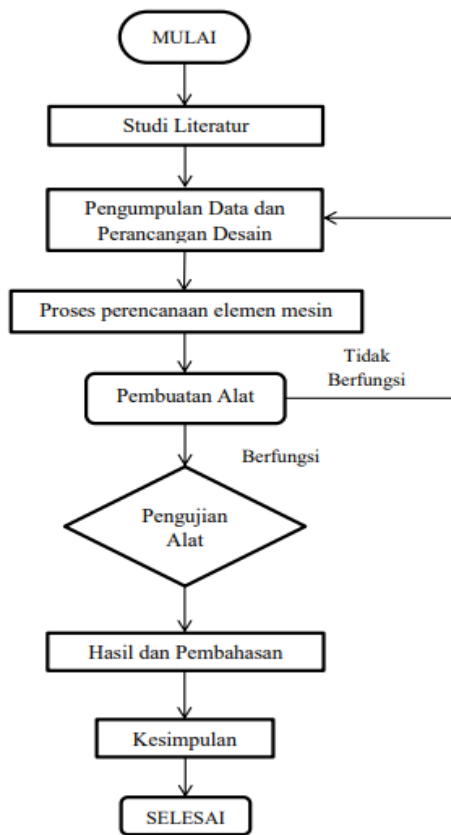 MULAI
Studi Literatur
Pengumpulan Data dan
Perancangan Desain
Proses perencanaan elemen mesin
Tidak
Berfungsi
Pembuatan Alat
Berfungsi
Pengujian
Alat
Hasil dan Pembahasan
Kesimpulan
SELESAI